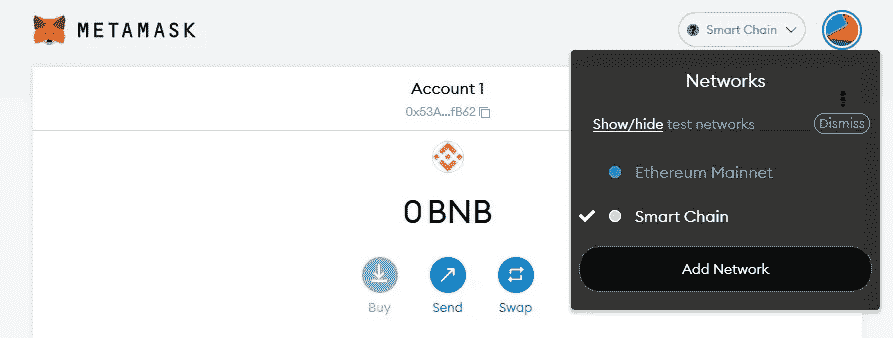 METAMASK
Smart Chain
Account 1
0x53A...fB62
0 BNB
Buy
Send
Swap
Networks
Show/hide test networks
Dismiss
Ethereum Mainnet
Smart Chain
Add Network